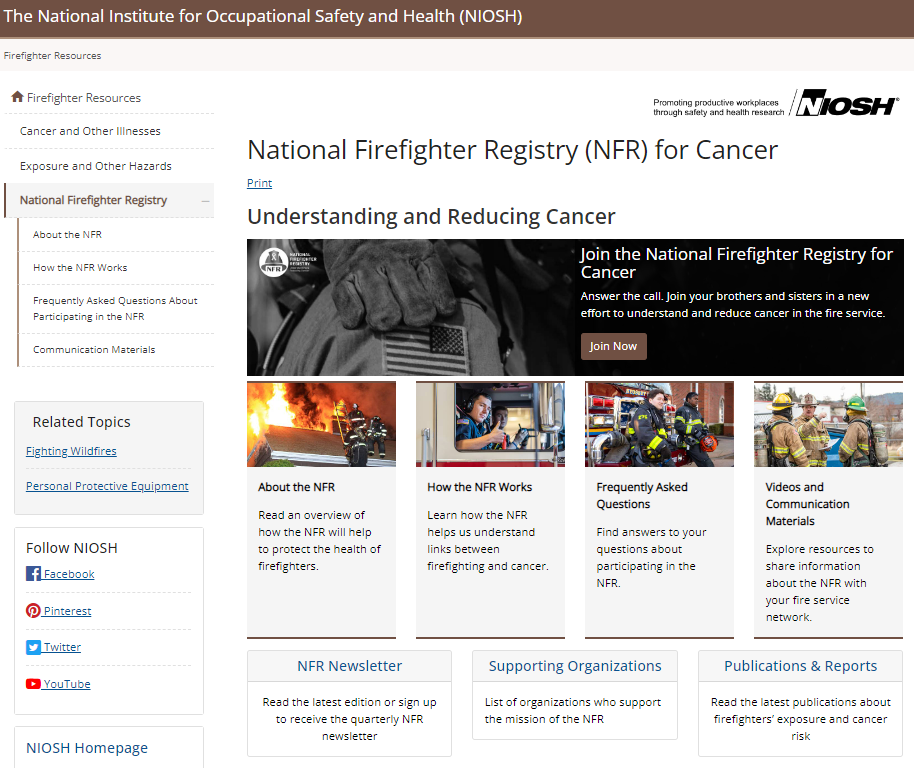 The National Institute for Occupational Safety and Health (NIOSH)
Firefighter Resources
Firefighter Resources
Cancer and Other Illnesses
Exposure and Other Hazards
National Firefighter Registry
About the NFR
How the NFR Works
Frequently Asked Questions About
Participating in the NFR
Communication Materials
Related Topics
Fighting Wildfires
Personal Protective Equipment
Follow NIOSH
Facebook
Pinterest
Twitter
YouTube
NIOSH Homepage
Promoting productive workplaces
through safety and health research
NIOSH®
National Firefighter Registry (NFR) for Cancer
Print
Understanding and Reducing Cancer
NFR
NATIONAL
FIREFIGHTER
REGISTRY
Join the National Firefighter Registry for
Cancer
Answer the call. Join your brothers and sisters in a new
effort to understand and reduce cancer in the fire service.
Join Now
About the NFR
Read an overview of
how the NFR will help
to protect the health of
firefighters.
How the NFR Works
Learn how the NFR
helps us understand
links between
firefighting and cancer.
Frequently Asked
Questions
Find answers to your
questions about
participating in the
NFR.
Videos and
Communication
Materials
Explore resources to
share information
about the NFR with
your fire service
network.
NFR Newsletter
Read the latest edition or sign up
to receive the quarterly NFR
newsletter
Supporting Organizations
List of organizations who support
the mission of the NFR
Publications & Reports
Read the latest publications about
firefighters’ exposure and cancer
risk